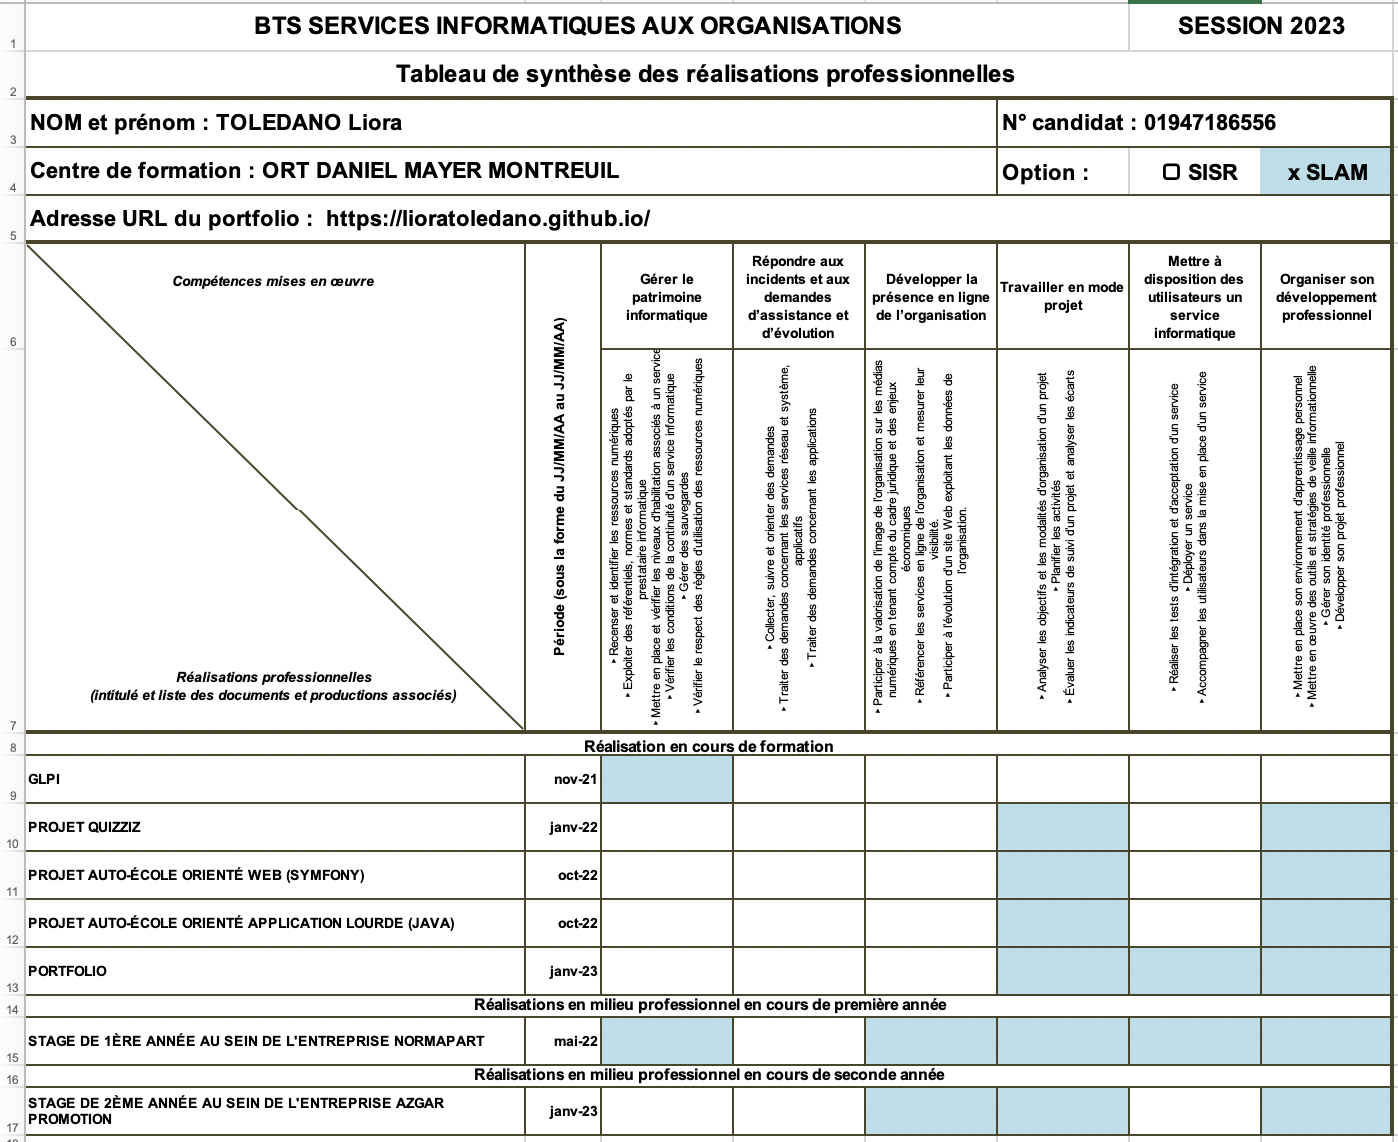 BTS SERVICES INFORMATIQUES AUX ORGANISATIONS
SESSION 2023
1
Tableau de synthèse des réalisations professionnelles
2
NOM et prénom : TOLEDANO Liora
N° candidat : 01947186556
3
Centre de formation : ORT DANIEL MAYER MONTREUIL
Option :
SISR
x SLAM
4
Adresse URL du portfolio : https://lioratoledano.github.io/
5
Compétences mises en œuvre
Réalisations professionnelles
(intitulé et liste des documents et productions associés)
Période (sous la forme du JJ/MM/AA au JJ/MM/AA)
Gérer le
patrimoine
informatique
Répondre aux
incidents et aux
demandes
d'assistance et
d'évolution
Développer la
présence en ligne
de l'organisation
Travailler en mode
projet
Mettre à
disposition des
utilisateurs un
service
informatique
Organiser son
développement
professionnel
6
‣ Recenser et identifier les ressources numériques
‣ Exploiter des référentiels, normes et standards adoptés par le
prestataire informatique
‣ Mettre en place et vérifier les niveaux d'habilitation associés à un service
‣ Vérifier les conditions de la continuité d'un service informatique
‣ Gérer des sauvegardes
‣ Vérifier le respect des règles d'utilisation des ressources numériques
‣ Collecter, suivre et orienter des demandes
‣ Traiter des demandes concernant les services réseau et système,
applicatifs
‣ Traiter des demandes concernant les applications
‣ Participer à la valorisation de l'image de l'organisation sur les médias
numériques en tenant compte du cadre juridique et des enjeux
économiques
‣ Référencer les services en ligne de l'organisation et mesurer leur
visibilité.
‣ Participer à l'évolution d'un site Web exploitant les données de
l'organisation.
‣ Analyser les objectifs et les modalités d'organisation d'un projet
‣ Planifier les activités
‣ Évaluer les indicateurs de suivi d'un projet et analyser les écarts
‣ Réaliser les tests d'intégration et d'acceptation d'un service
‣ Déployer un service
‣ Accompagner les utilisateurs dans la mise en place d'un service
‣ Mettre en place son environnement d'apprentissage personnel
‣ Mettre en œuvre des outils et stratégies de veille informationnelle
‣ Gérer son identité professionnelle
‣ Développer son projet professionnel
7
Réalisation en cours de formation
8
GLPI
nov-21
9
PROJET QUIZZIZ
janv-22
10
PROJET AUTO-ÉCOLE ORIENTÉ WEB (SYMFONY)
oct-22
11
PROJET AUTO-ÉCOLE ORIENTÉ APPLICATION LOURDE (JAVA)
oct-22
12
PORTFOLIO
janv-23
13
Réalisations en milieu professionnel en cours de première année
14
STAGE DE 1ÈRE ANNÉE AU SEIN DE L'ENTREPRISE NORMAPART
mai-22
15
Réalisations en milieu professionnel en cours de seconde année
16
STAGE DE 2ÈME ANNÉE AU SEIN DE L'ENTREPRISE AZGAR
PROMOTION
janv-23
17